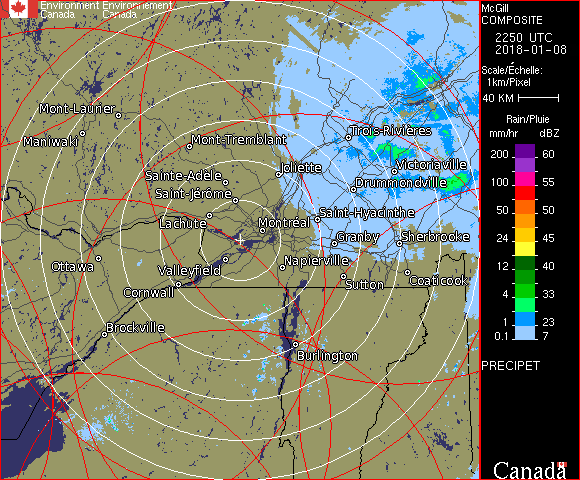 Environment Environnement
Canada Canada
McGill
COMPOSITE
2250 UTC
2018-01-08
Scale/Échelle:
1km/Pixel
40 KM
Rain/Pluie
mm/hr dBZ
200 60
100 55
50 50
24 45
12 40
4 33
1 23
0.1 7
PRECIPET
Canada
Mont-Laurier
Maniwaki
Mont-Tremblant
Trois-Rivières
Joliette
Victoriaville
Sainte-Adèle
Drummondville
Saint-Jérôme
Lachute
Saint-Hyacinthe
Montréal
Granby
Sherbrooke
Ottawa
Valleyfield
Napierville
Cornwall
Sutton
Coaticook
Brockville
Burlington